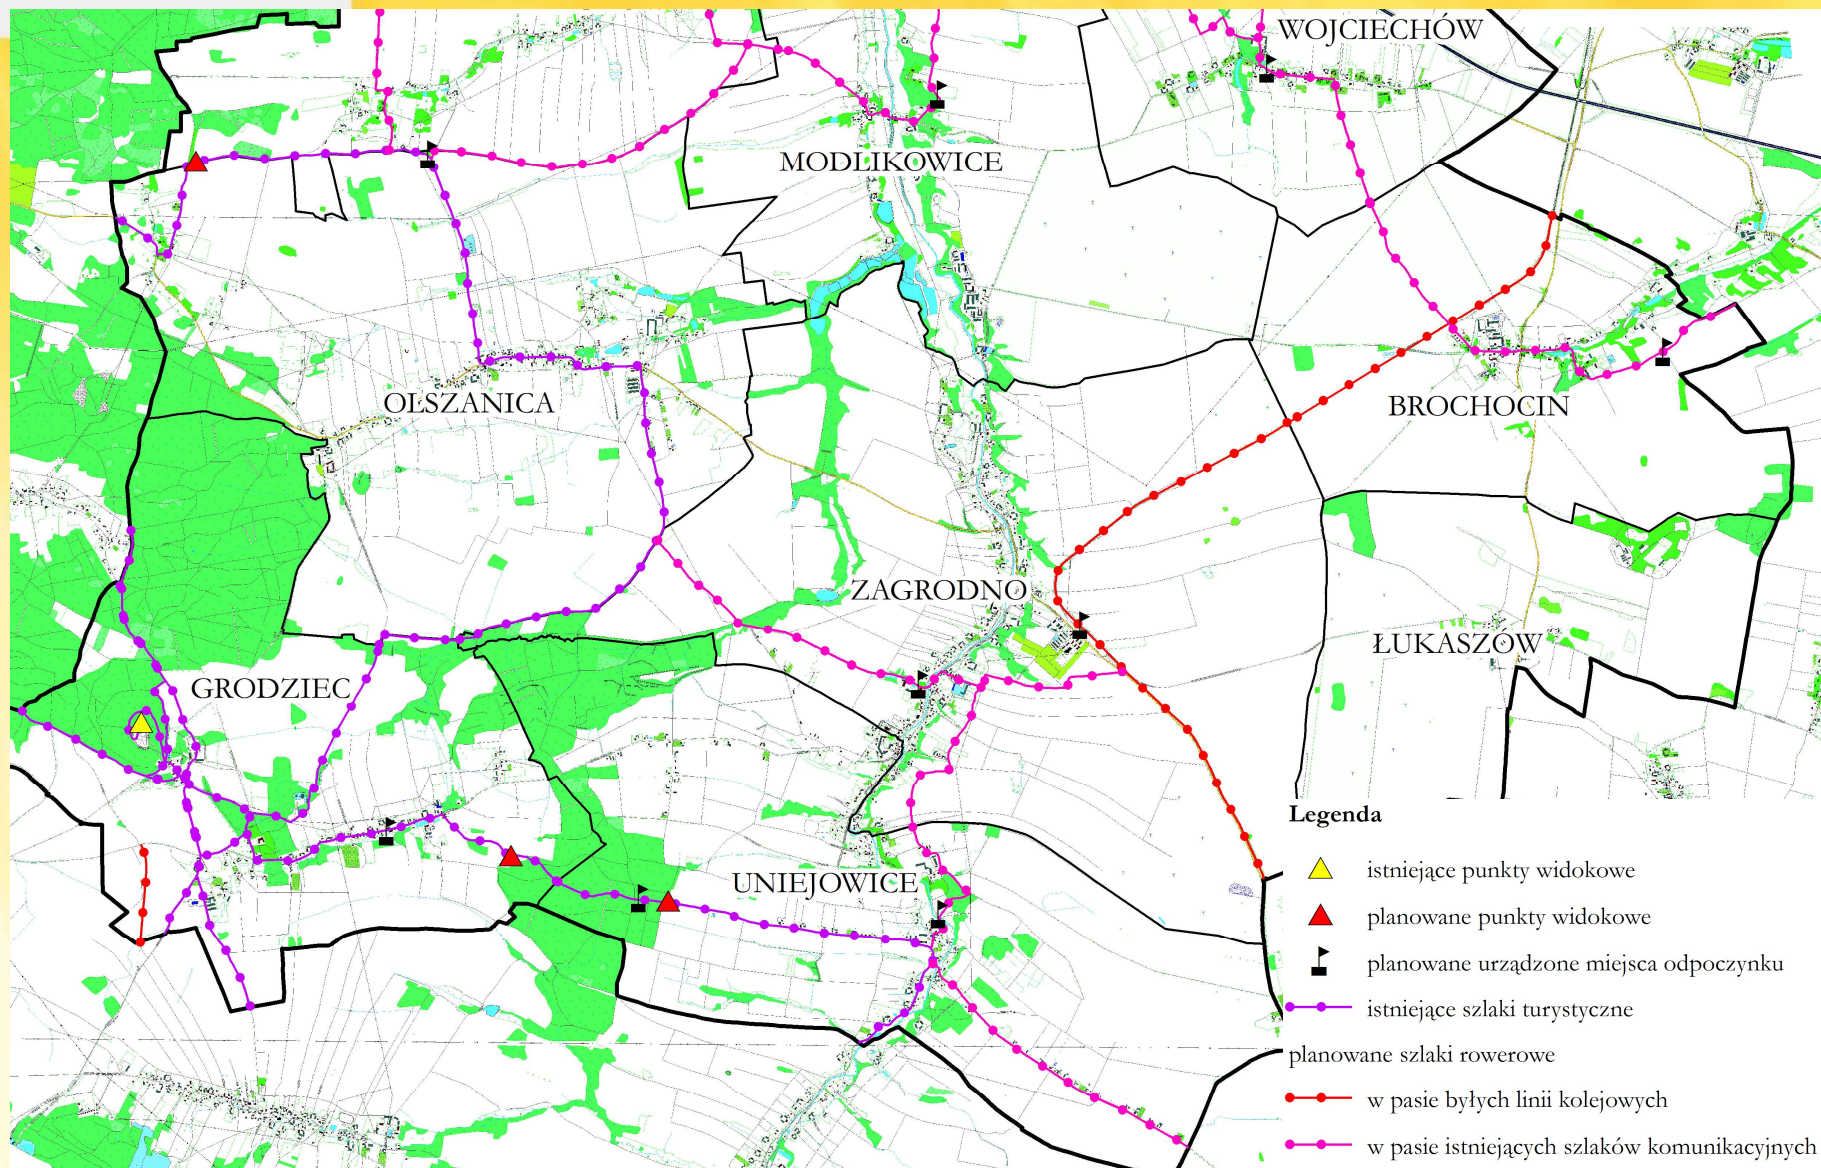 WOJCIECHÓW
MODLIKOWICE
OLSZANICA
BROCHOCIN
ZAGRODNO
ŁUKASZÓW
GRODZIEC
UNIEJOWICE
Legenda
istniejące punkty widokowe
planowane punkty widokowe
planowane urządzone miejsca odpoczynku
istniejące szlaki turystyczne
planowane szlaki rowerowe
w pasie byłych linii kolejowych
w pasie istniejących szlaków komunikacyjnych